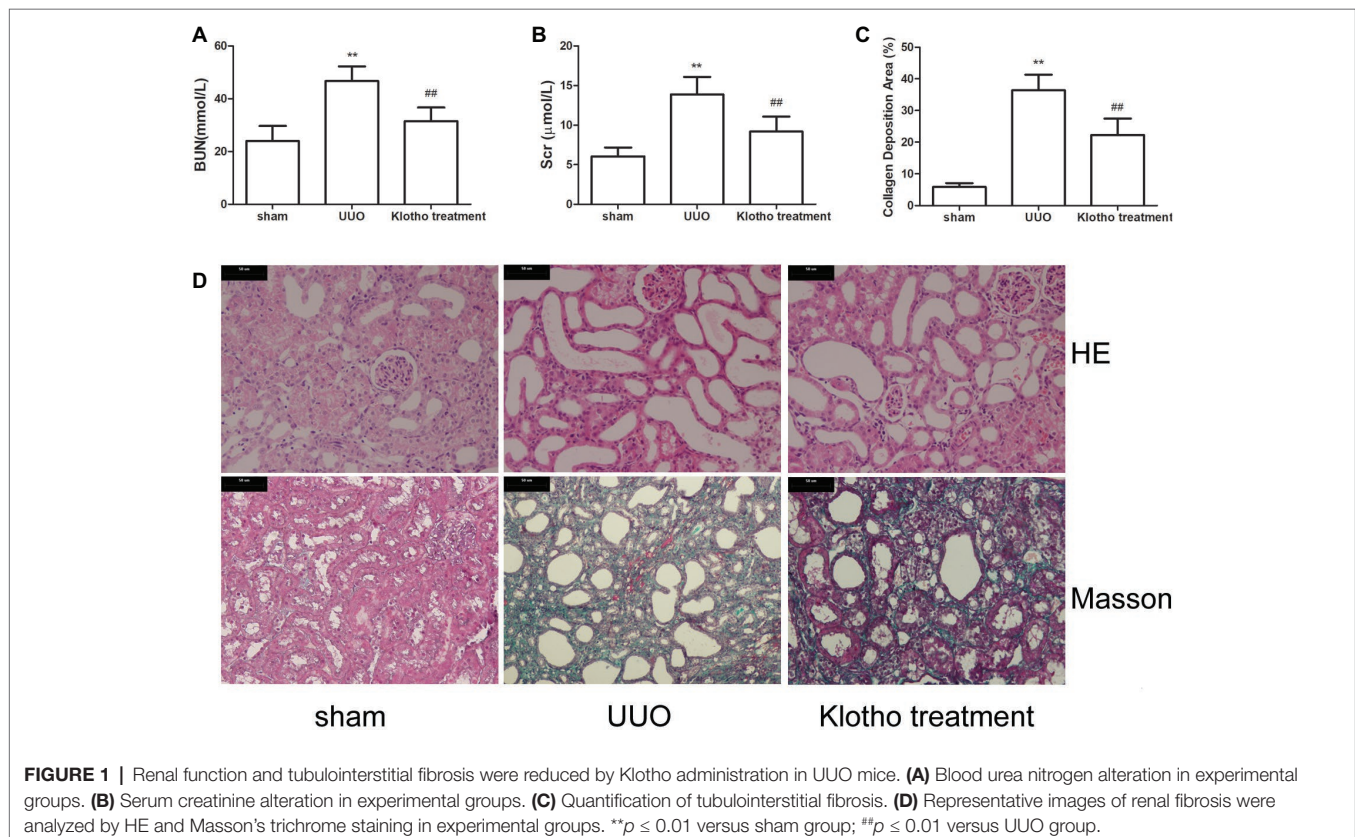 A
B
C
60
40
20
0
BUN(mmol/L)
**
##
sham
UUO
Klotho treatment
20
15
10
5
0
Scr (μmol/L)
**
##
sham
UUO
Klotho treatment
50
40
30
20
10
0
Collagen Deposition Area (%)
**
##
sham
UUO
Klotho treatment
D
HE
Masson
sham
UUO
Klotho treatment
FIGURE 1 | Renal function and tubulointerstitial fibrosis were reduced by Klotho administration in UUO mice. (A) Blood urea nitrogen alteration in experimental
groups. (B) Serum creatinine alteration in experimental groups. (C) Quantification of tubulointerstitial fibrosis. (D) Representative images of renal fibrosis were
analyzed by HE and Masson's trichrome staining in experimental groups. **p ≤ 0.01 versus sham group; ##p ≤ 0.01 versus UUO group.